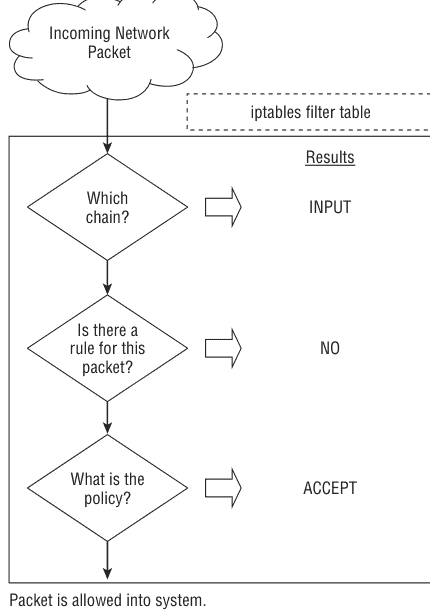 Incoming Network
Packet
iptables filter table
Results
Which
chain?
INPUT
Is there a
rule for this
packet?
NO
What is the
policy?
ACCEPT
Packet is allowed into system.